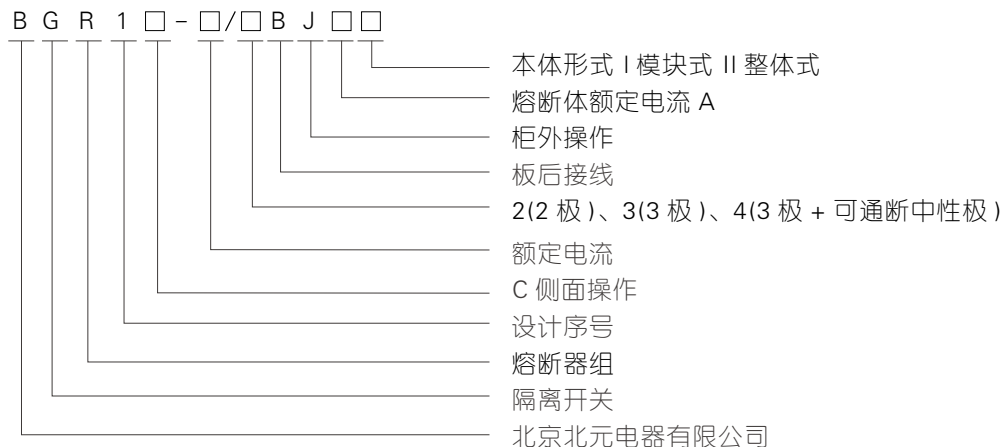 B G R 1 □ - □/□ B J □ □
本体形式 I 模块式 II 整体式
熔断体额定电流 A
柜外操作
板后接线
2(2 极)、3(3 极)、4(3 极 + 可通断中性极)
额定电流
C 侧面操作
设计序号
熔断器组
隔离开关
北京北元电器有限公司